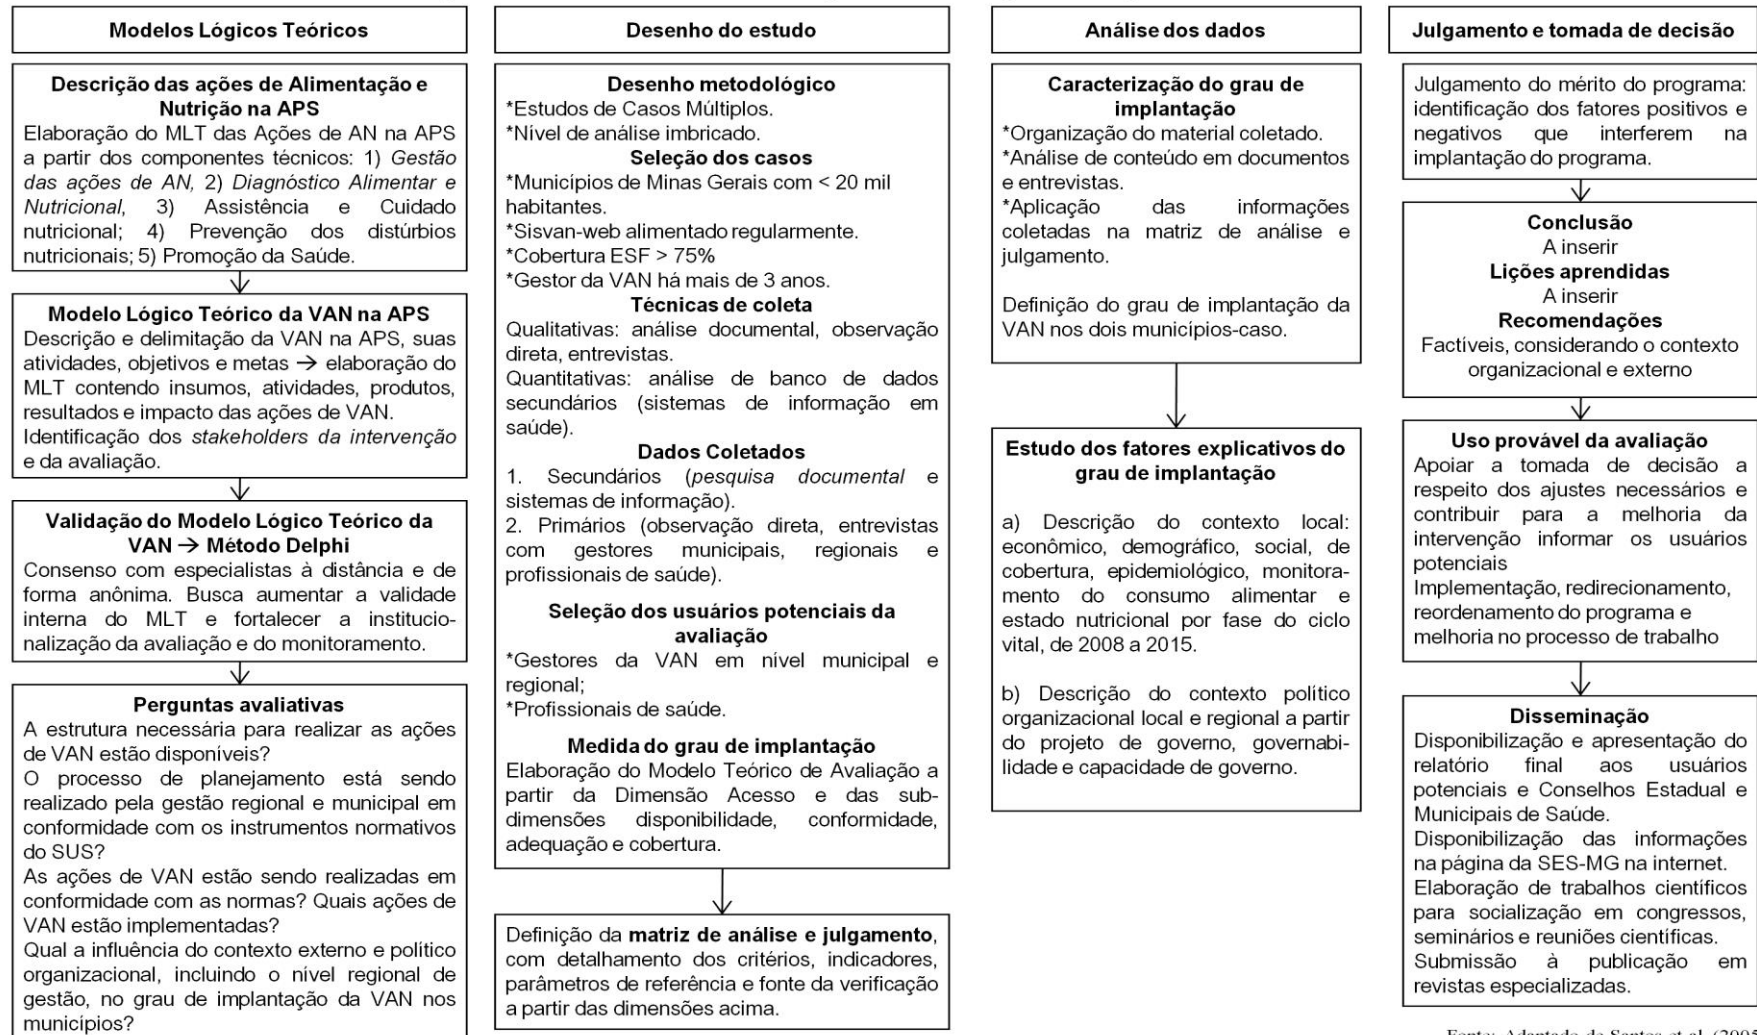 Modelos Lógicos Teóricos
Descrição das ações de Alimentação e
Nutrição na APS
Elaboração do MLT das Ações de AN na APS
a partir dos componentes técnicos: 1) Gestão
das ações de AN, 2) Diagnóstico Alimentar e
Nutricional, 3) Assistência e Cuidado
nutricional; 4) Prevenção dos distúrbios
nutricionais; 5) Promoção da Saúde.
Modelo Lógico Teórico da VAN na APS
Descrição e delimitação da VAN na APS, suas
atividades, objetivos e metas → elaboração do
MLT contendo insumos, atividades, produtos,
resultados e impacto das ações de VAN.
Identificação dos stakeholders da intervenção
e da avaliação.
Validação do Modelo Lógico Teórico da
VAN → Método Delphi
Consenso com especialistas à distância e de
forma anônima. Busca aumentar a validade
interna do MLT e fortalecer a institucio-
nalização da avaliação e do monitoramento.
Perguntas avaliativas
A estrutura necessária para realizar as ações
de VAN estão disponíveis?
O processo de planejamento está sendo
realizado pela gestão regional e municipal em
conformidade com os instrumentos normativos
do SUS?
As ações de VAN estão sendo realizadas em
conformidade com as normas? Quais ações de
VAN estão implementadas?
Qual a influência do contexto externo e político
organizacional, incluindo o nível regional de
gestão, no grau de implantação da VAN nos
municípios?
Desenho do estudo
Desenho metodológico
*Estudos de Casos Múltiplos.
*Nível de análise imbricado.
Seleção dos casos
*Municípios de Minas Gerais com < 20 mil
habitantes.
*Sisvan-web alimentado regularmente.
*Cobertura ESF > 75%
*Gestor da VAN há mais de 3 anos.
Técnicas de coleta
Qualitativas: análise documental, observação
direta, entrevistas.
Quantitativas: análise de banco de dados
secundários (sistemas de informação em
saúde).
Dados Coletados
1. Secundários (pesquisa documental e
sistemas de informação).
2. Primários (observação direta, entrevistas
com gestores municipais, regionais e
profissionais de saúde).
Seleção dos usuários potenciais da
avaliação
*Gestores da VAN em nível municipal e
regional;
*Profissionais de saúde.
Medida do grau de implantação
Elaboração do Modelo Teórico de Avaliação a
partir da Dimensão Acesso e das sub-
dimensões disponibilidade, conformidade,
adequação e cobertura.
Definição da matriz de análise e julgamento,
com detalhamento dos critérios, indicadores,
parâmetros de referência e fonte da verificação
a partir das dimensões acima.
Análise dos dados
Caracterização do grau de
implantação
*Organização do material coletado.
*Análise de conteúdo em documentos
e entrevistas.
*Aplicação das informações
coletadas na matriz de análise e
julgamento.
Definição do grau de implantação da
VAN nos dois municípios-caso.
Estudo dos fatores explicativos do
grau de implantação
a) Descrição do contexto local:
econômico, demográfico, social, de
cobertura, epidemiológico, monitora-
mento do consumo alimentar e
estado nutricional por fase do ciclo
vital, de 2008 a 2015.
b) Descrição do contexto político
organizacional local e regional a partir
do projeto de governo, governabi-
lidade e capacidade de governo.
Julgamento e tomada de decisão
Julgamento do mérito do programa:
identificação dos fatores positivos e
negativos que interferem na
implantação do programa.
Conclusão
A inserir
Lições aprendidas
A inserir
Recomendações
Factíveis, considerando o contexto
organizacional e externo
Uso provável da avaliação
Apoiar a tomada de decisão a
respeito dos ajustes necessários e
contribuir para a melhoria da
intervenção informar os usuários
potenciais
Implementação, redirecionamento,
reordenamento do programa e
melhoria no processo de trabalho
Disseminação
Disponibilização e apresentação do
relatório final aos usuários
potenciais e Conselhos Estadual e
Municipais de Saúde.
Disponibilização das informações
na página da SES-MG na internet.
Elaboração de trabalhos científicos
para socialização em congressos,
seminários e reuniões científicas.
Submissão à publicação em
revistas especializadas.
Fonte: Adaptado de Santos et al. (2005